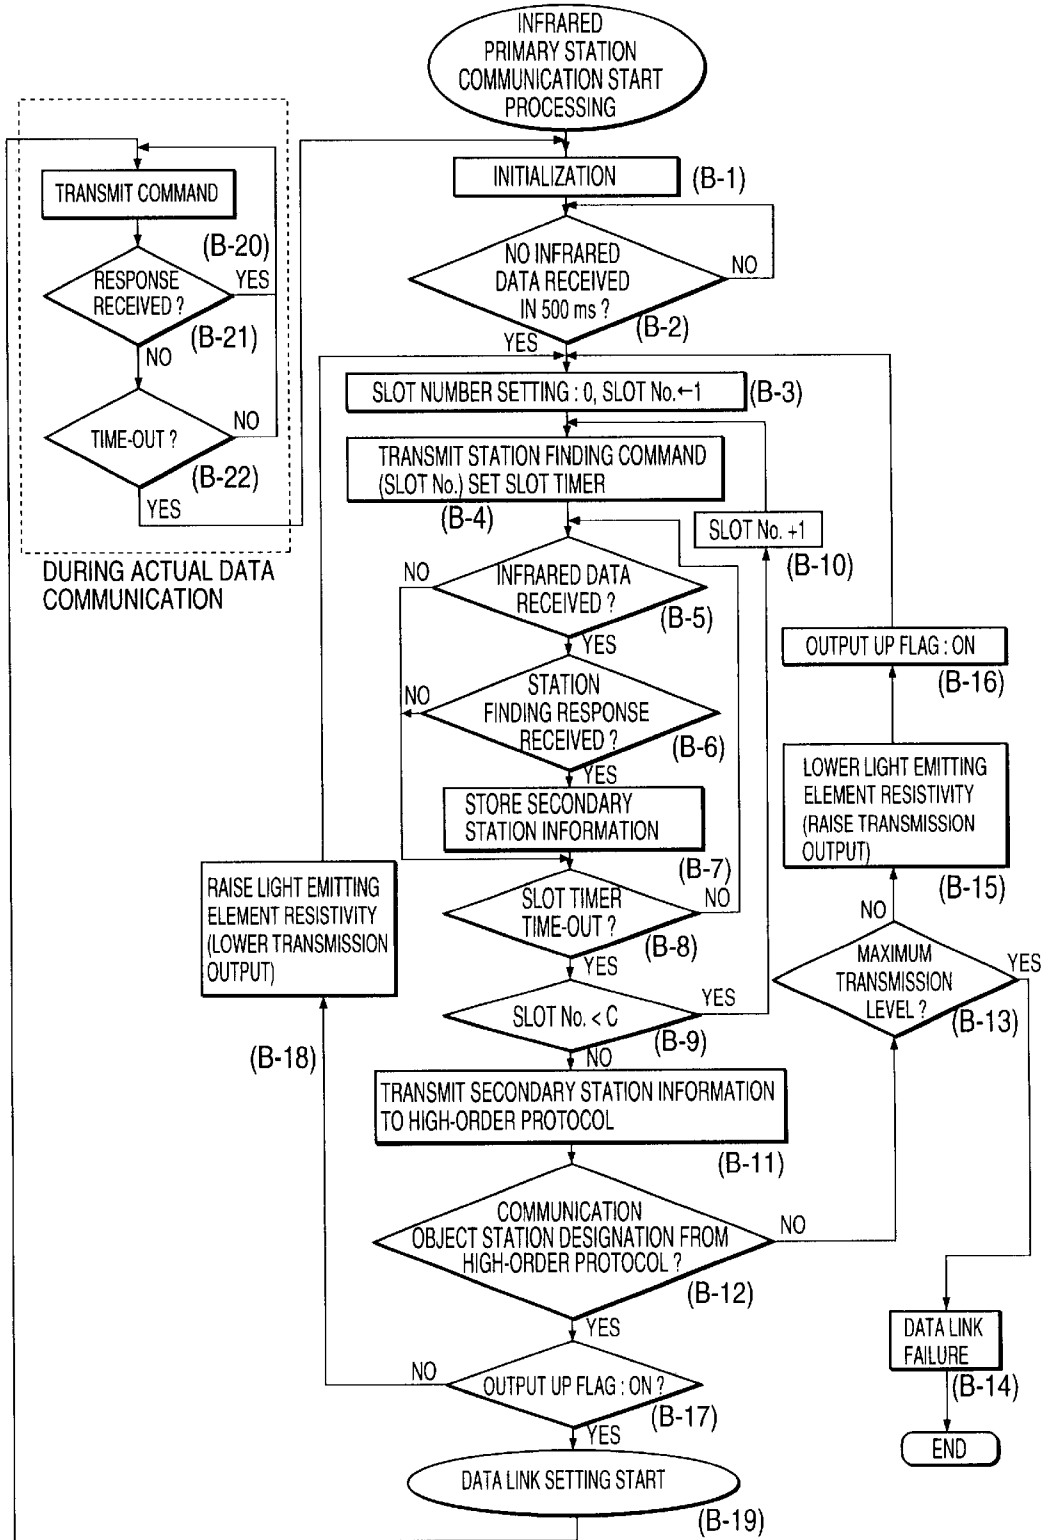 INFRARED
PRIMARY STATION
COMMUNICATION START
PROCESSING
INITIALIZATION
(B-1)
NO INFRARED
DATA RECEIVED
IN 500 ms ?
NO
(B-2)
YES
SLOT NUMBER SETTING : 0, SLOT No.←1
(B-3)
TRANSMIT STATION FINDING COMMAND
(SLOT No.) SET SLOT TIMER
(B-4)
SLOT No. +1
(B-10)
NO
INFRARED DATA
RECEIVED ?
(B-5)
YES
NO
STATION
FINDING RESPONSE
RECEIVED ?
(B-6)
YES
STORE SECONDARY
STATION INFORMATION
(B-7)
SLOT TIMER
TIME-OUT ?
NO
(B-8)
YES
SLOT No. < C
YES
(B-9)
NO
TRANSMIT SECONDARY STATION INFORMATION
TO HIGH-ORDER PROTOCOL
(B-11)
COMMUNICATION
OBJECT STATION DESIGNATION FROM
HIGH-ORDER PROTOCOL ?
NO
(B-12)
YES
OUTPUT UP FLAG : ON ?
NO
(B-17)
YES
DATA LINK SETTING START
(B-19)
TRANSMIT COMMAND
(B-20)
RESPONSE
RECEIVED ?
YES
(B-21)
NO
TIME-OUT ?
NO
(B-22)
YES
DURING ACTUAL DATA
COMMUNICATION
RAISE LIGHT EMITTING
ELEMENT RESISTIVITY
(LOWER TRANSMISSION
OUTPUT)
(B-18)
OUTPUT UP FLAG : ON
(B-16)
LOWER LIGHT EMITTING
ELEMENT RESISTIVITY
(RAISE TRANSMISSION
OUTPUT)
(B-15)
NO
MAXIMUM
TRANSMISSION
LEVEL ?
YES
(B-13)
DATA LINK
FAILURE
(B-14)
END